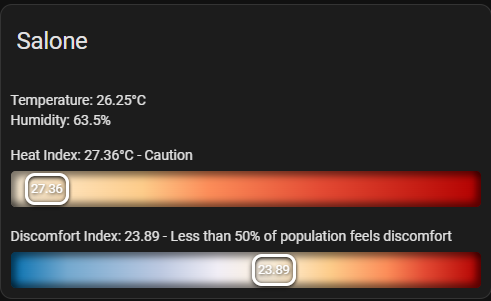 Salone
Temperature: 26.25°C
Humidity: 63.5%
Heat Index: 27.36°C - Caution
27.36
Discomfort Index: 23.89 - Less than 50% of population feels discomfort
23.89